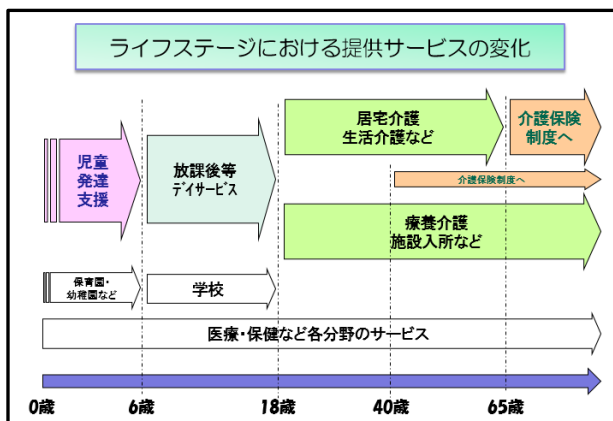 ライフステージにおける提供サービスの変化
児童
発達
支援
放課後等
ﾃﾞｲｻｰﾋﾞｽ
居宅介護
生活介護など
介護保険
制度へ
介護保険制度へ
療養介護
施設入所など
保育園・
幼稚園など
学校
医療・保健など各分野のサービス
0歳
6歳
18歳
40歳
65歳